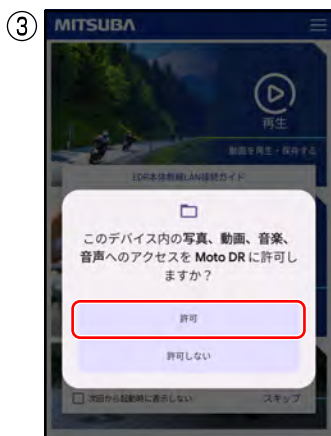 ③
MITSUBA
再生
動画を再生・保存する
EDR本体無線LAN接続ガイド
このデバイス内の写真、動画、音楽、
音声へのアクセスを Moto DR に許可し
ますか？
許可
許可しない
次回から起動時に表示しない
スキップ